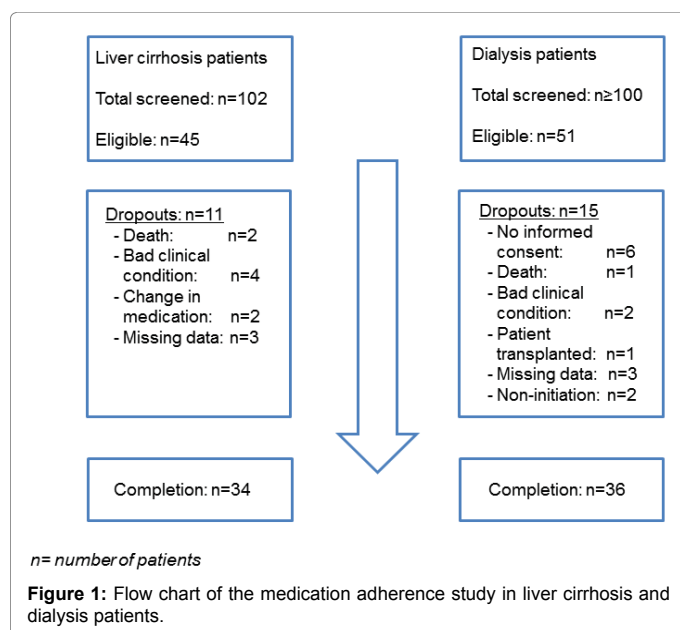 Liver cirrhosis patients
Total screened: n=102
Eligible: n=45
Dropouts: n=11
- Death: n=2
- Bad clinical
condition: n=4
- Change in
medication: n=2
- Missing data: n=3
Completion: n=34
Dialysis patients
Total screened: n≥100
Eligible: n=51
Dropouts: n=15
- No informed
consent: n=6
- Death: n=1
- Bad clinical
condition: n=2
- Patient
transplanted: n=1
- Missing data: n=3
- Non-initiation: n=2
Completion: n=36
n= number of patients
Figure 1: Flow chart of the medication adherence study in liver cirrhosis and
dialysis patients.